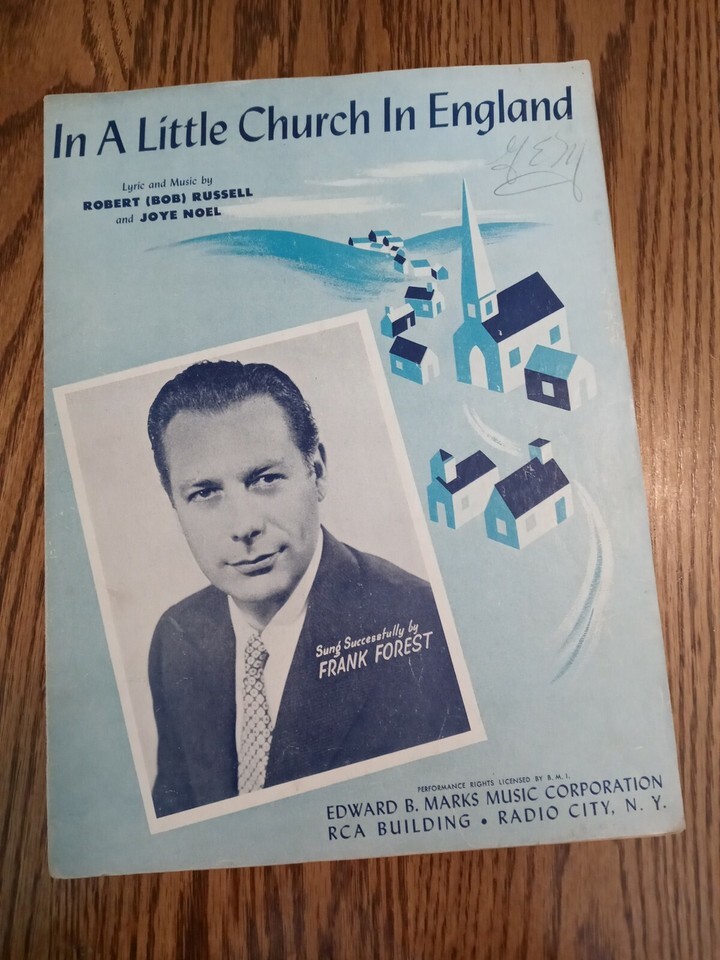 In A Little Church In England
Lyric and Music by
ROBERT (BOB) RUSSELL
and JOYE NOEL
Sung Successfully by
FRANK FOREST
PERFORMANCE RIGHTS LICENSED BY B. M. I.
EDWARD B. MARKS MUSIC CORPORATION
RCA BUILDING • RADIO CITY, N. Y.